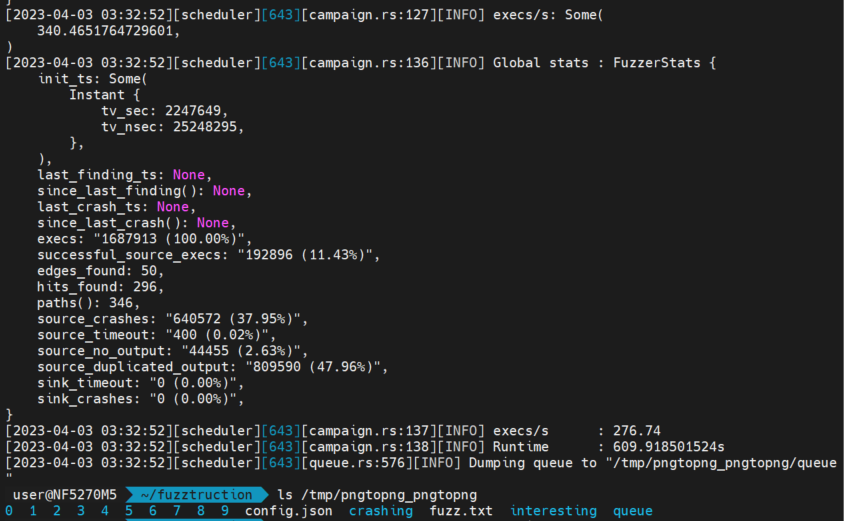 [2023-04-03 03:32:52][scheduler][643][campaign.rs:127][INFO] execs/s: Some(
    340.4651764729601,
)
[2023-04-03 03:32:52][scheduler][643][campaign.rs:136][INFO] Global stats : FuzzerStats {
    init_ts: Some(
        Instant {
            tv_sec: 2247649,
            tv_nsec: 25248295,
        },
    ),
    last_finding_ts: None,
    since_last_finding(): None,
    last_crash_ts: None,
    since_last_crash(): None,
    execs: "1687913 (100.00%)",
    successful_source_execs: "192896 (11.43%)",
    edges_found: 50,
    hits_found: 296,
    paths(): 346,
    source_crashes: "640572 (37.95%)",
    source_timeout: "400 (0.02%)",
    source_no_output: "44455 (2.63%)",
    source_duplicated_output: "809590 (47.96%)",
    sink_timeout: "0 (0.00%)",
    sink_crashes: "0 (0.00%)",
}
[2023-04-03 03:32:52][scheduler][643][campaign.rs:137][INFO] execs/s      : 276.74
[2023-04-03 03:32:52][scheduler][643][campaign.rs:138][INFO] Runtime      : 609.918501524s
[2023-04-03 03:32:52][scheduler][643][queue.rs:576][INFO] Dumping queue to "/tmp/pngtopng_pngtopng/queue
"
user@NF5270M5 ~/fuzztruction ls /tmp/pngtopng_pngtopng
0 1 2 3 4 5 6 7 8 9 config.json crashing fuzz.txt interesting queue